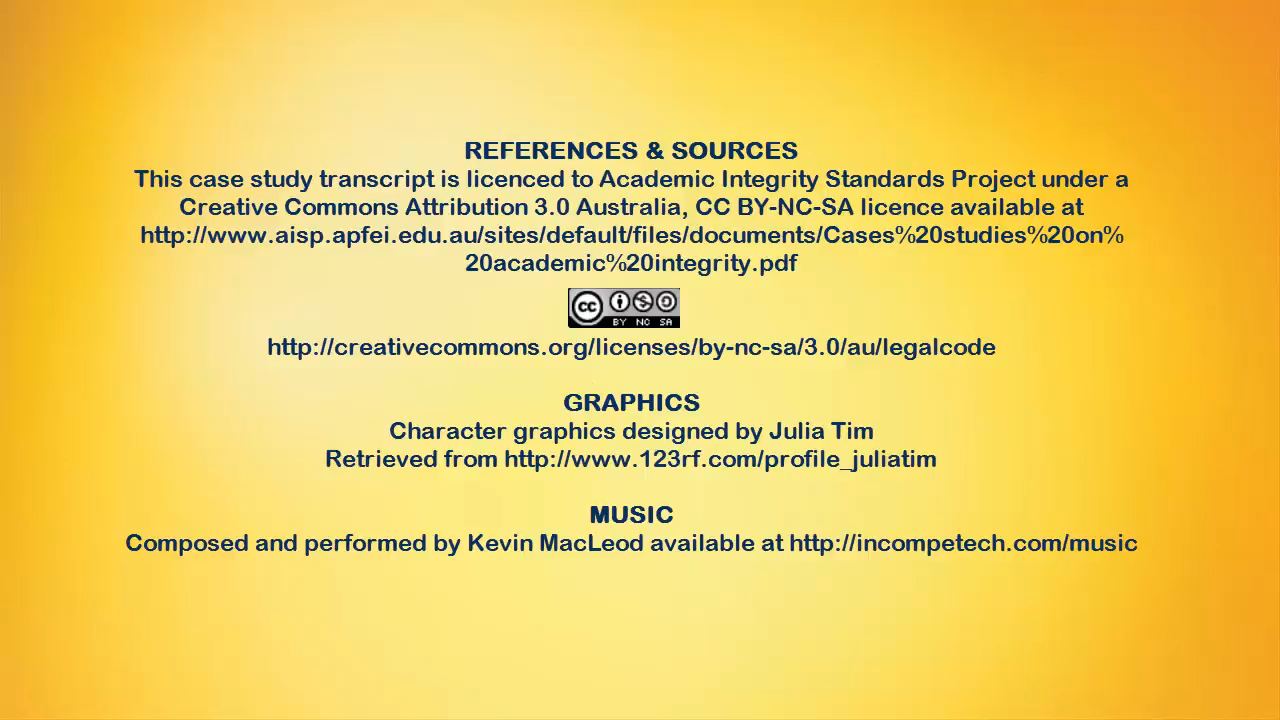 REFERENCES & SOURCES
This case study transcript is licenced to Academic Integrity Standards Project under a
Creative Commons Attribution 3.0 Australia, CC BY-NC-SA licence available at
http://www.aisp.apfei.edu.au/sites/default/files/documents/Cases%20studies%20on%
20academic%20integrity.pdf
cc
BY NC SA
http://creativecommons.org/licenses/by-nc-sa/3.0/au/legalcode
GRAPHICS
Character graphics designed by Julia Tim
Retrieved from http://www.123rf.com/profile_juliatim
MUSIC
Composed and performed by Kevin MacLeod available at http://incompetech.com/music